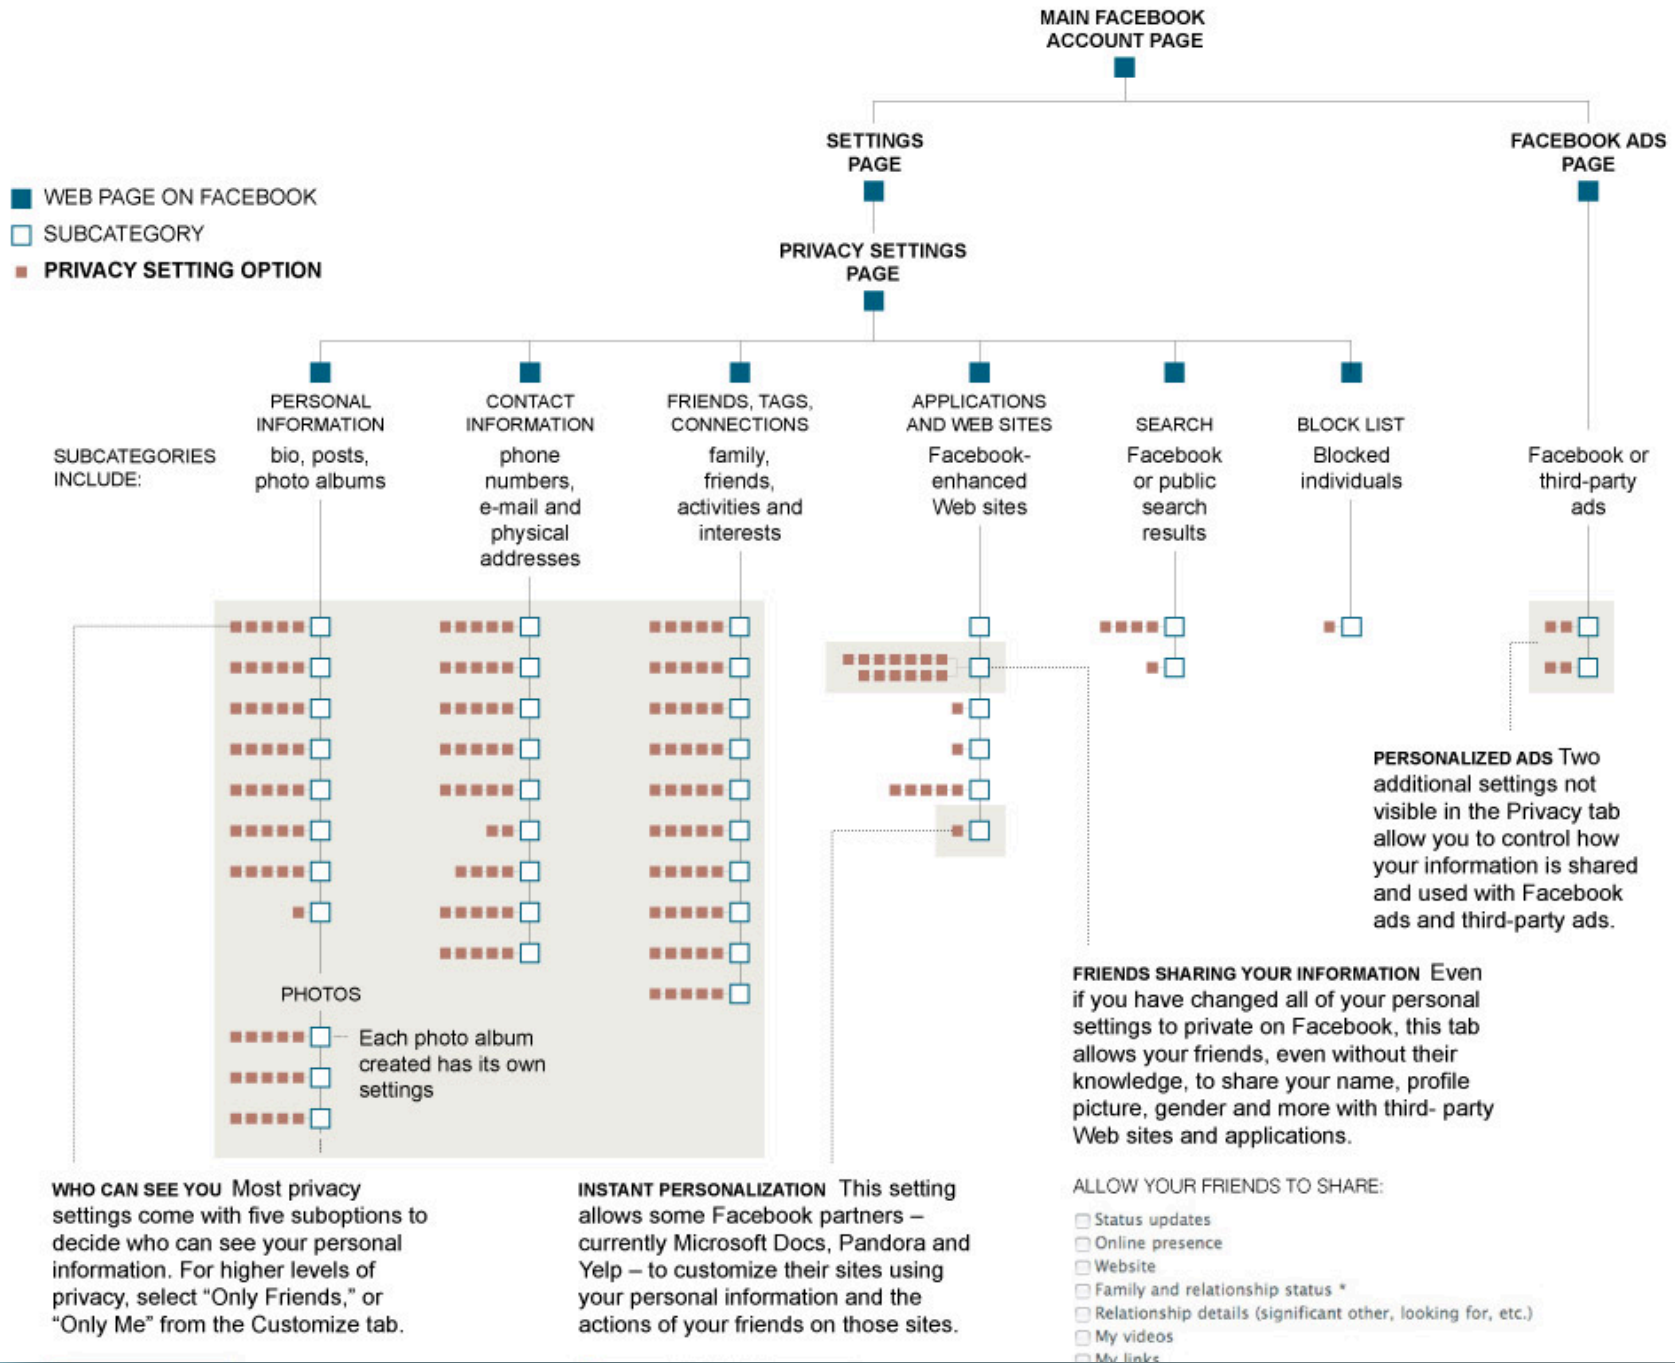 MAIN FACEBOOK
ACCOUNT PAGE
SETTINGS
PAGE
FACEBOOK ADS
PAGE
WEB PAGE ON FACEBOOK
SUBCATEGORY
PRIVACY SETTING OPTION
PRIVACY SETTINGS
PAGE
SUBCATEGORIES
INCLUDE:
PERSONAL
INFORMATION
bio, posts,
photo albums
CONTACT
INFORMATION
phone
numbers,
e-mail and
physical
addresses
FRIENDS, TAGS,
CONNECTIONS
family,
friends,
activities and
interests
APPLICATIONS
AND WEB SITES
Facebook-
enhanced
Web sites
SEARCH
Facebook
or public
search
results
BLOCK LIST
Blocked
individuals
Facebook or
third-party
ads
PHOTOS
Each photo album
created has its own
settings
PERSONALIZED ADS Two
additional settings not
visible in the Privacy tab
allow you to control how
your information is shared
and used with Facebook
ads and third-party ads.
FRIENDS SHARING YOUR INFORMATION Even
if you have changed all of your personal
settings to private on Facebook, this tab
allows your friends, even without their
knowledge, to share your name, profile
picture, gender and more with third- party
Web sites and applications.
WHO CAN SEE YOU Most privacy
settings come with five suboptions to
decide who can see your personal
information. For higher levels of
privacy, select “Only Friends,” or
“Only Me” from the Customize tab.
INSTANT PERSONALIZATION This setting
allows some Facebook partners –
currently Microsoft Docs, Pandora and
Yelp – to customize their sites using
your personal information and the
actions of your friends on those sites.
ALLOW YOUR FRIENDS TO SHARE:
Status updates
Online presence
Website
Family and relationship status *
Relationship details (significant other, looking for, etc.)
My videos
My links